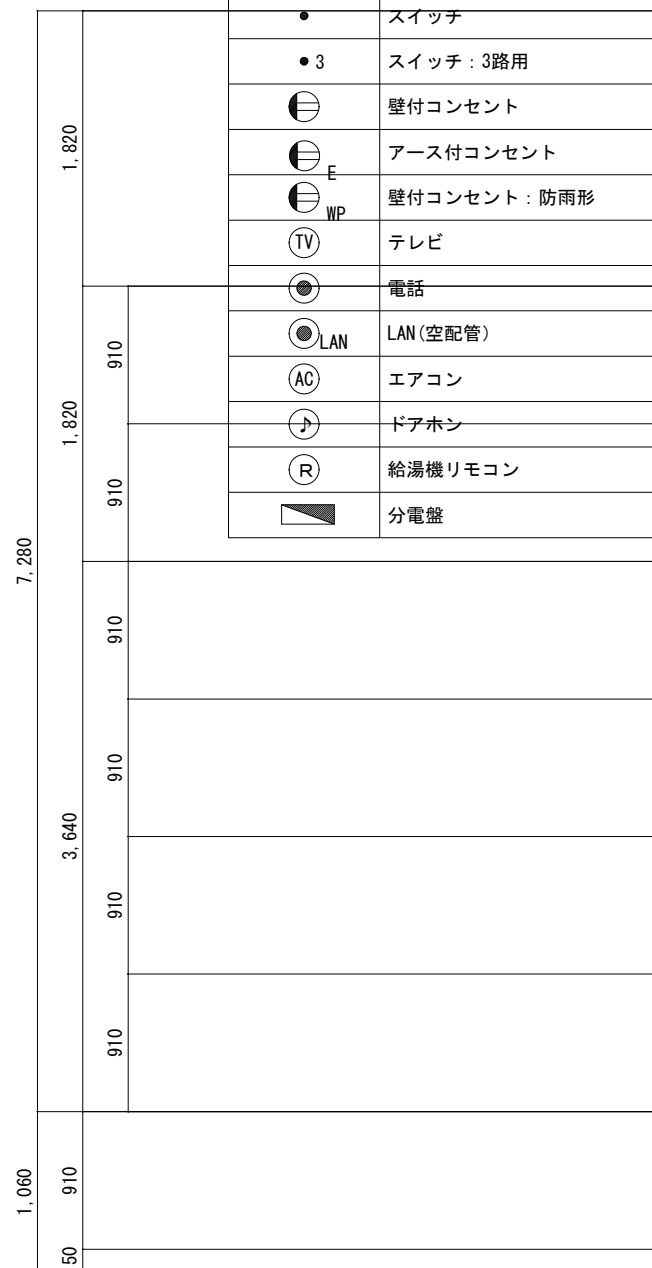 スイッチ
3 スイッチ：3路用
壁付コンセント
E アース付コンセント
WP 壁付コンセント：防雨形
TV テレビ
電話
LAN LAN(空配管)
AC エアコン
♪ ドアホン
R 給湯機リモコン
分電盤
1,820
910
1,820
910
7,280
910
910
3,640
910
910
1,060
910
50